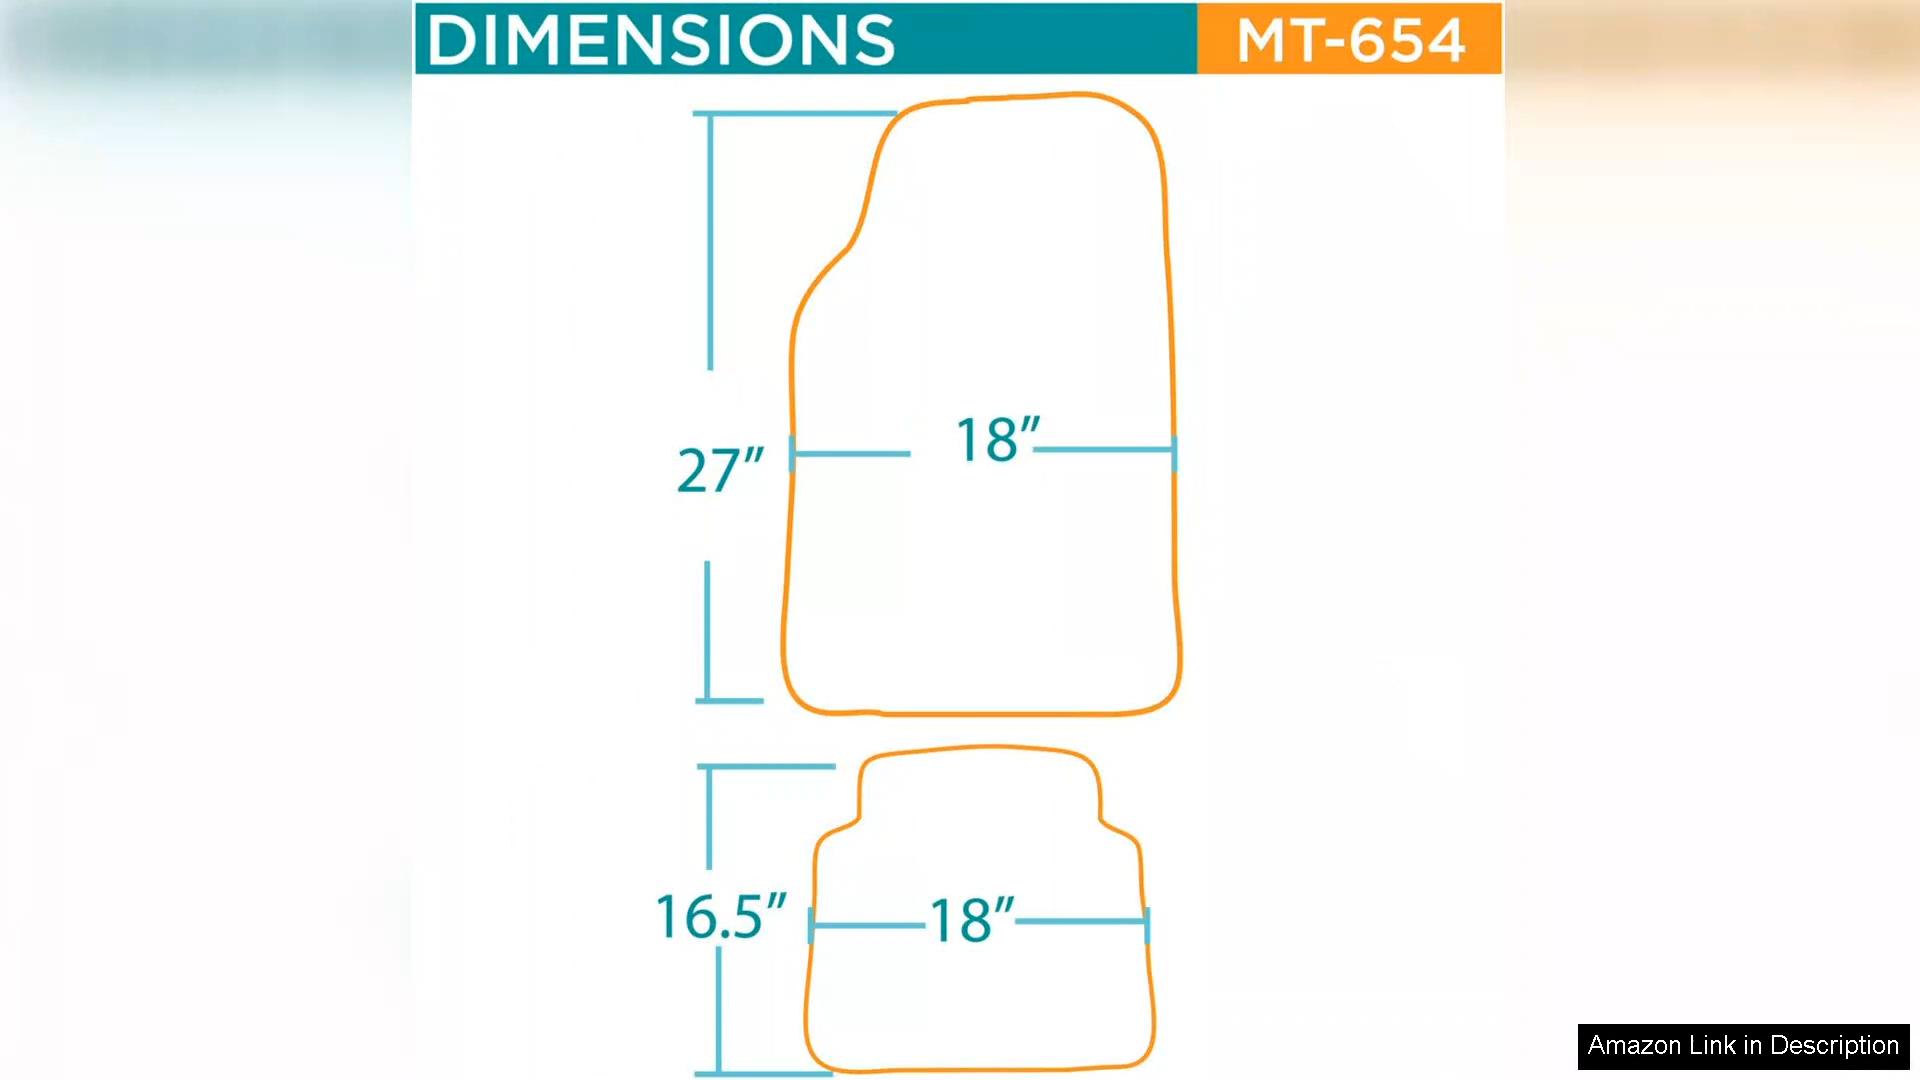 DIMENSIONS
MT-654
27″
18″
16.5″
18″
Amazon Link in Description